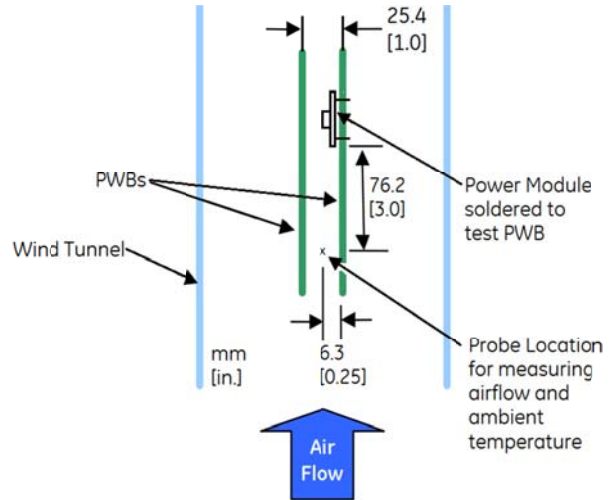 25.4
[1.0]
76.2
[3.0]
PWBs
Power Module
soldered to
test PWB
Wind Tunnel
x
mm
[in.]
6.3
[0.25]
Probe Location
for measuring
airflow and
ambient
temperature
Air
Flow